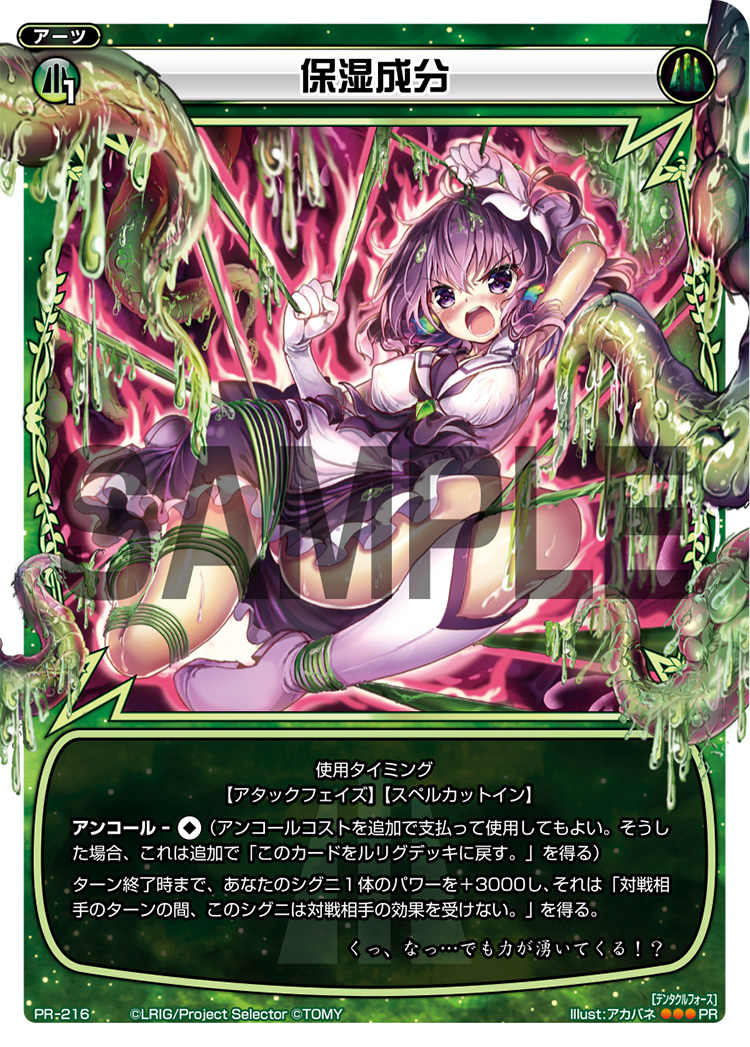 アーツ
1
保湿成分
SAMPLE
使用タイミング
【アタックフェイズ】【スペルカットイン】
アンコール－◆（アンコールコストを追加で支払って使用してもよい。そうし
た場合、これは追加で「このカードをルリグデッキに戻す。」を得る）
ターン終了時まで、あなたのシグニ１体のパワーを＋3000し、それは「対戦相
手のターンの間、このシグニは対戦相手の効果を受けない。」を得る。
くっ、なっ…でも力が湧いてくる！？
[テンタクルフォース]
PR-216 ©LRIG/Project Selector ©TOMY Illust:アカバネ PR